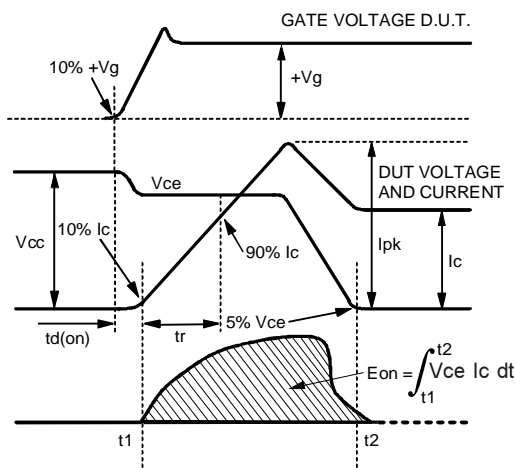 GATE VOLTAGE D.U.T.
10% +Vg
+Vg
Vce
DUT VOLTAGE
AND CURRENT
Vcc
10% Ic
90% Ic
Ipk
Ic
5% Vce
td(on)
tr
Eon = ∫ Vce Ic dt
t2
t1
t1
t2